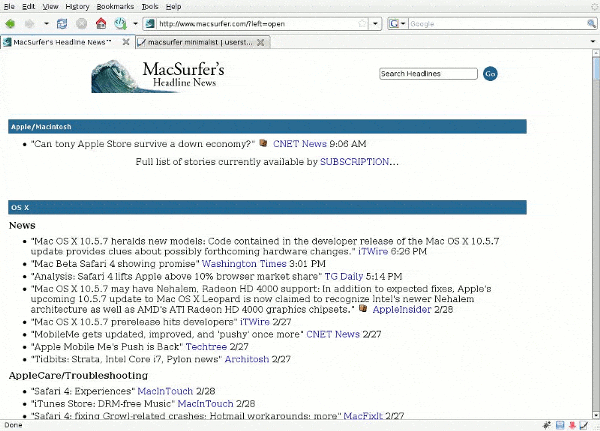 File Edit View History Bookmarks Tools Help
http://www.macsurfer.com/?left=open
Google
MacSurfer's Headline News™
macsurfer minimalist | userst...
MacSurfer's
Headline News
Search Headlines
Go
Apple/Macintosh
• "Can tony Apple Store survive a down economy?" CNET News 9:06 AM
Full list of stories currently available by SUBSCRIPTION...
OS X
News
• "Mac OS X 10.5.7 heralds new models: Code contained in the developer release of the Mac OS X 10.5.7
update provides clues about possibly forthcoming hardware changes." iTWire 6:26 PM
• "Mac Beta Safari 4 showing promise" Washington Times 3:01 PM
• "Analysis: Safari 4 lifts Apple above 10% browser market share" TG Daily 5:14 PM
• "Mac OS X 10.5.7 may have Nehalem, Radeon HD 4000 support: In addition to expected fixes, Apple's
upcoming 10.5.7 update to Mac OS X Leopard is now claimed to recognize Intel's newer Nehalem
architecture as well as AMD's ATI Radeon HD 4000 graphics chipsets." AppleInsider 2/28
• "Mac OS X 10.5.7 prerelease hits developers" iTWire 2/27
• "MobileMe gets updated, improved, and 'pushy' once more" CNET News 2/27
• "Apple Mobile Me's Push is Back" Techtree 2/27
• "Tidbits: Strata, Intel Core i7, Pylon news" Architosh 2/27
AppleCare/Troubleshooting
• "Safari 4: Experiences" MacInTouch 2/28
• "iTunes Store: DRM-free Music" MacInTouch 2/28
• "Safari 4: fixing Growl-related crashes; Hotmail workarounds; more" MacFixIt 2/27
Done